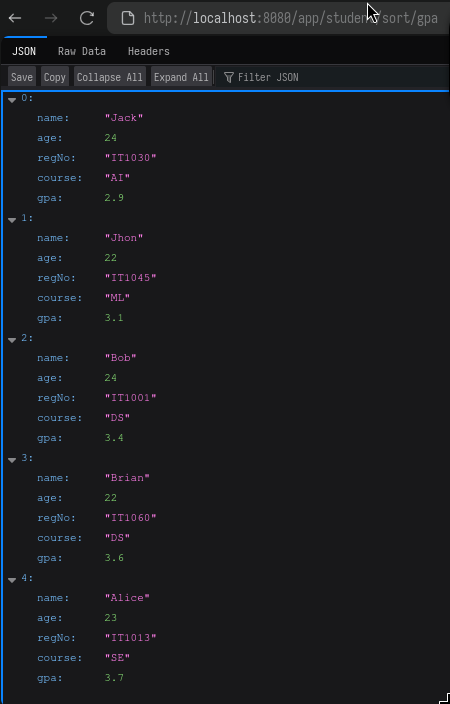 http://localhost:8080/app/student/sort/gpa
JSON Raw Data Headers
Save Copy Collapse All Expand All Filter JSON
0:
name: "Jack"
age: 24
regNo: "IT1030"
course: "AI"
gpa: 2.9
1:
name: "Jhon"
age: 22
regNo: "IT1045"
course: "ML"
gpa: 3.1
2:
name: "Bob"
age: 24
regNo: "IT1001"
course: "DS"
gpa: 3.4
3:
name: "Brian"
age: 22
regNo: "IT1060"
course: "DS"
gpa: 3.6
4:
name: "Alice"
age: 23
regNo: "IT1013"
course: "SE"
gpa: 3.7